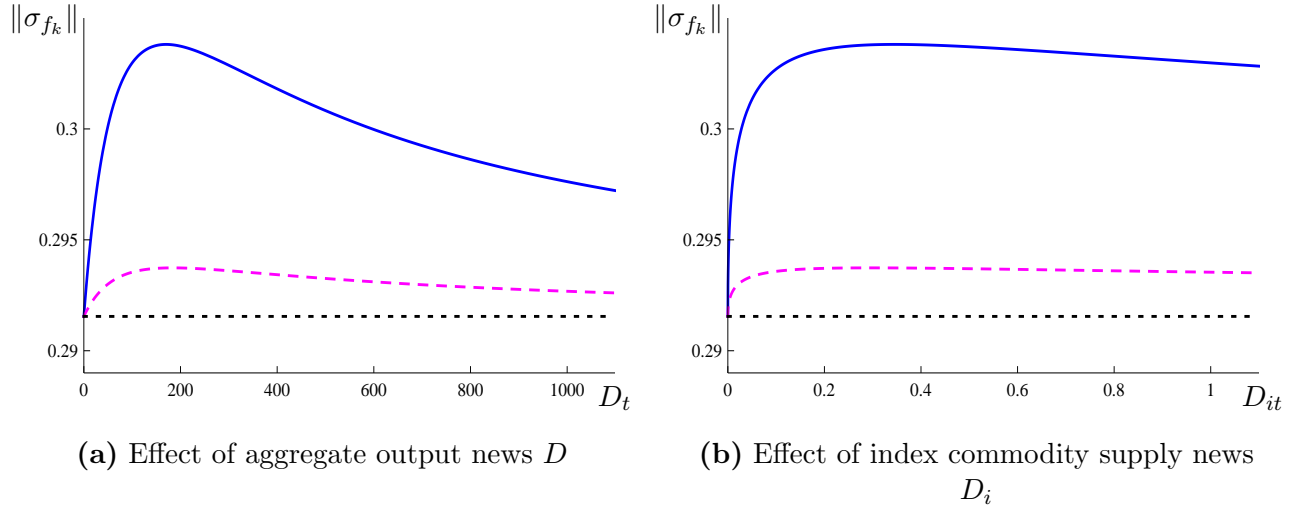 ‖σ_{f_k}‖
0.3
0.295
0.29
0 200 400 600 800 1000
D_t
(a) Effect of aggregate output news D
‖σ_{f_k}‖
0.3
0.295
0.29
0 0.2 0.4 0.6 0.8 1
D_{it}
(b) Effect of index commodity supply news
D_i